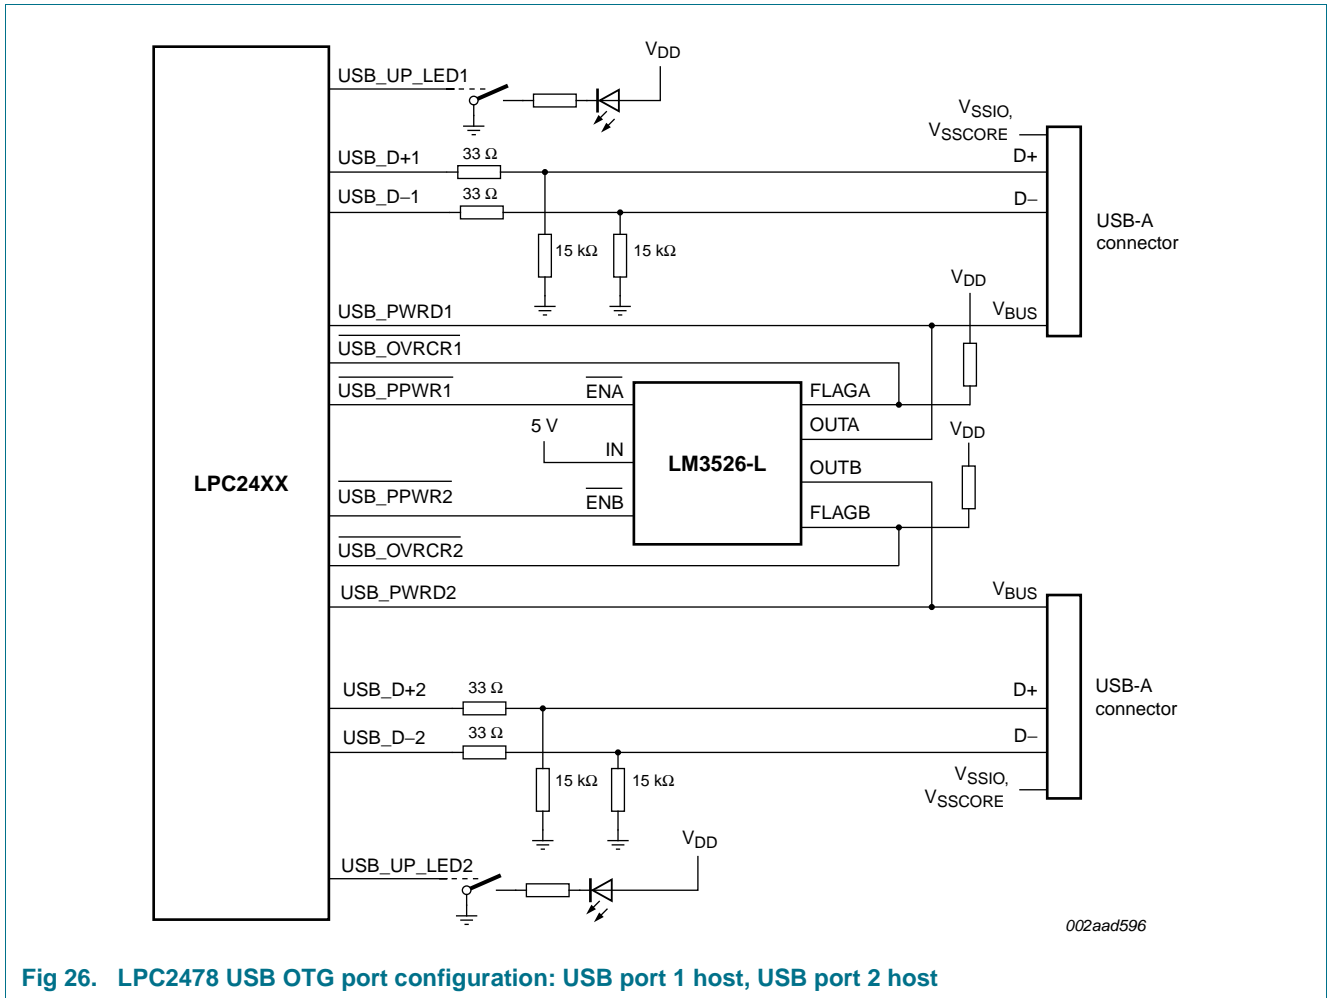 USB_UP_LED1
VDD
VSSIO,
VSSCORE
USB_D+1
33 Ω
D+
USB_D−1
33 Ω
D−
USB-A
connector
15 kΩ
15 kΩ
VDD
USB_PWRD1
VBUS
USB_OVRCR1
USB_PPWR1
ENA
FLAGA
5 V
OUTA
VDD
IN
LM3526-L
OUTB
LPC24XX
USB_PPWR2
ENB
FLAGB
USB_OVRCR2
USB_PWRD2
VBUS
USB_D+2
33 Ω
D+
USB-A
connector
USB_D−2
33 Ω
D−
15 kΩ
15 kΩ
VSSIO,
VSSCORE
VDD
USB_UP_LED2
002aad596
Fig 26. LPC2478 USB OTG port configuration: USB port 1 host, USB port 2 host